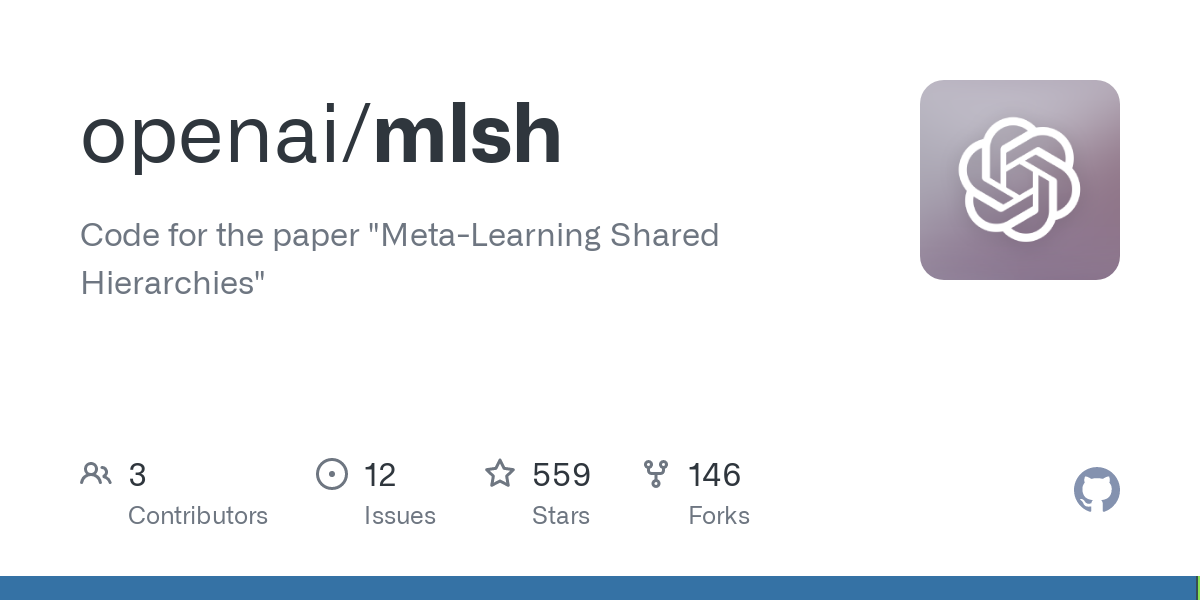 openai/mlsh
Code for the paper "Meta-Learning Shared
Hierarchies"
3
Contributors
12
Issues
559
Stars
146
Forks